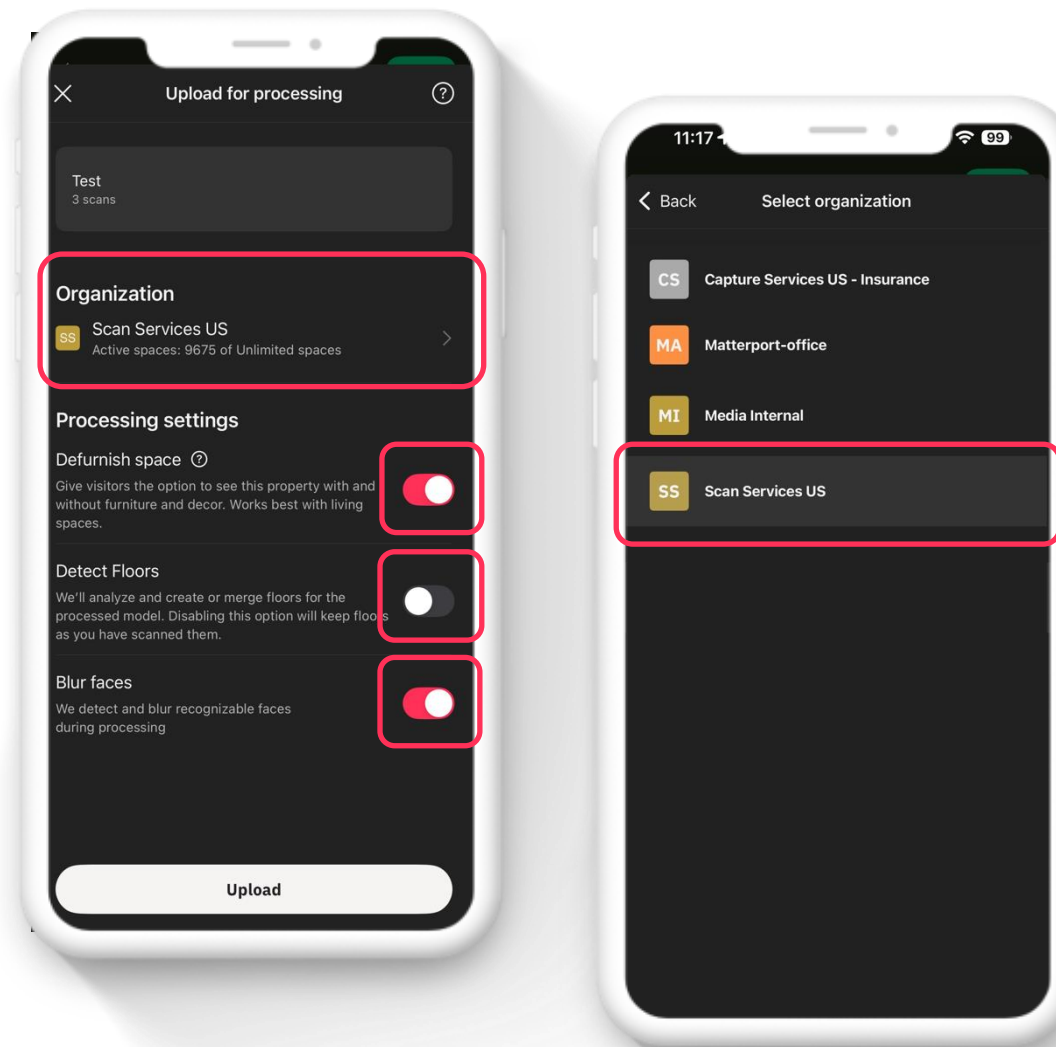 Upload for processing
?
Test
3 scans
Organization
SS
Scan Services US
Active spaces: 9675 of Unlimited spaces
Processing settings
Defurnish space ?
Give visitors the option to see this property with and
without furniture and decor. Works best with living
spaces.
Detect Floors
We'll analyze and create or merge floors for the
processed model. Disabling this option will keep floors
as you have scanned them.
Blur faces
We detect and blur recognizable faces
during processing
Upload
11:17
99
Back
Select organization
CS
Capture Services US - Insurance
MA
Matterport-office
MI
Media Internal
SS
Scan Services US